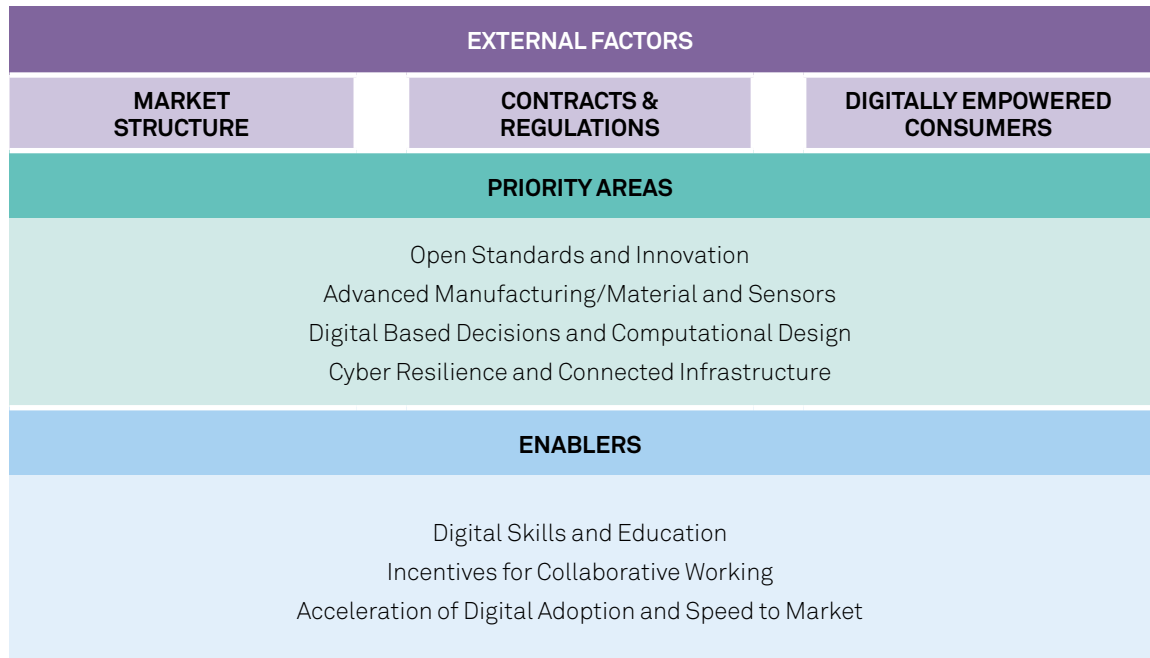 EXTERNAL FACTORS
MARKET
STRUCTURE
CONTRACTS &
REGULATIONS
DIGITALLY EMPOWERED
CONSUMERS
PRIORITY AREAS
Open Standards and Innovation
Advanced Manufacturing/Material and Sensors
Digital Based Decisions and Computational Design
Cyber Resilience and Connected Infrastructure
ENABLERS
Digital Skills and Education
Incentives for Collaborative Working
Acceleration of Digital Adoption and Speed to Market